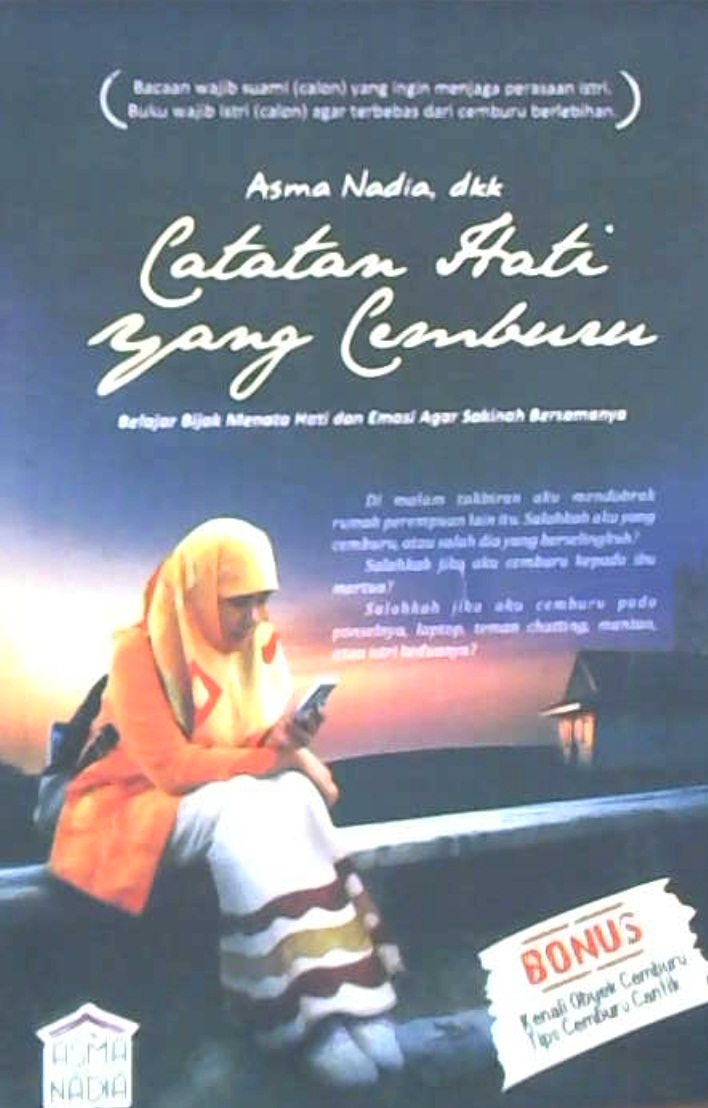 Bacaan wajib suami (calon) yang ingin menjaga perasaan istri.
Buku wajib istri (calon) agar terbebas dari cemburu berlebihan.
Asma Nadia, dkk
Catatan Hati
yang Cemburu
Belajar Bijak Menata Hati dan Emosi Agar Sakinah Bersamanya
Di malam takbiran aku mendobrak
rumah perempuan lain itu. Salahkah aku yang
cemburu, atau salah dia yang berselingkuh?
Salahkah jika aku cemburu kepada ibu
mertua?
Salahkah jika aku cemburu pada
ponselnya, laptop, teman chatting, mantan,
atau istri keduanya?
BONUS
Kenali Obyek Cemburu
Tips Cemburu Cantik
ASMA
NADIA